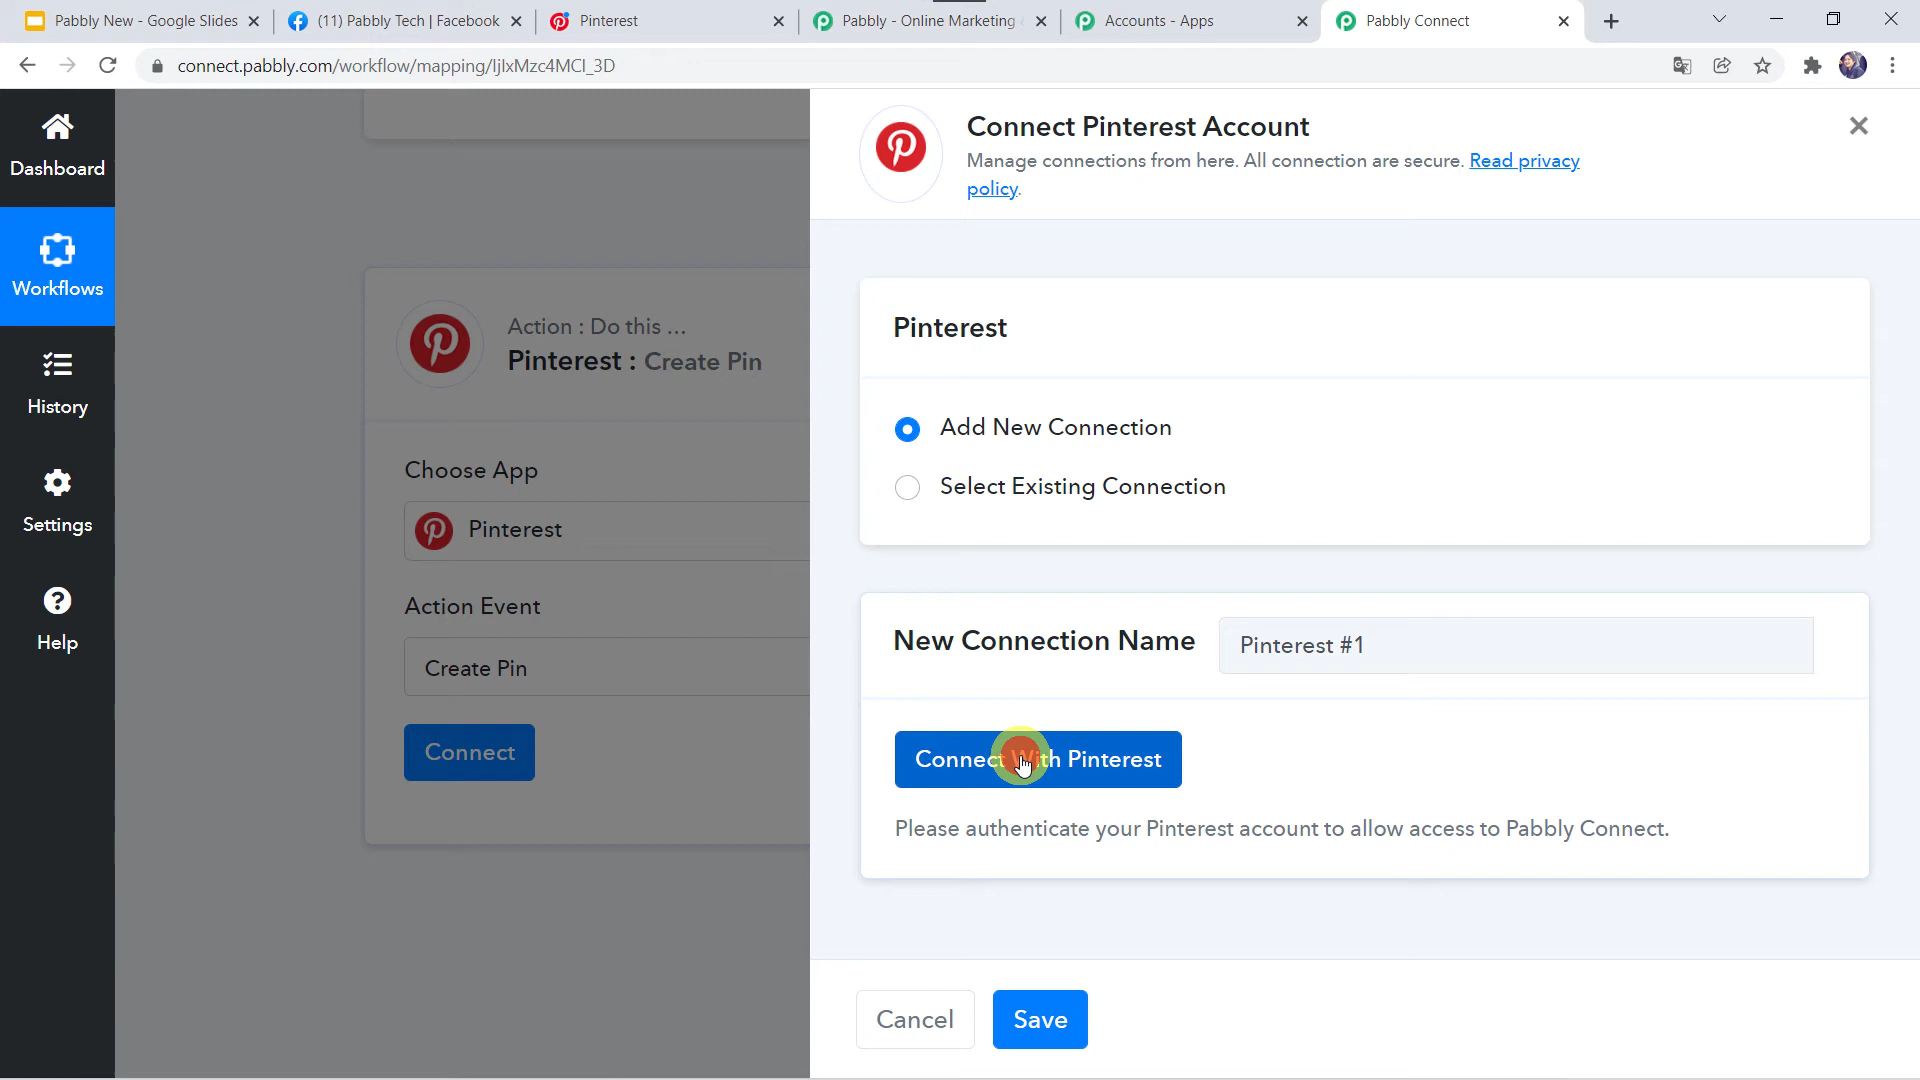 Pabbly New - Google Slides
(11) Pabbly Tech | Facebook
Pinterest
Pabbly - Online Marketing
Accounts - Apps
Pabbly Connect
connect.pabbly.com/workflow/mapping/IjIxMzc4MCI_3D
Dashboard
Workflows
History
Settings
Help
Action : Do this ...
Pinterest : Create Pin
Choose App
Pinterest
Action Event
Create Pin
Connect
Connect Pinterest Account
Manage connections from here. All connection are secure. Read privacy
policy.
Pinterest
Add New Connection
Select Existing Connection
New Connection Name
Pinterest #1
Connect With Pinterest
Please authenticate your Pinterest account to allow access to Pabbly Connect.
Cancel
Save